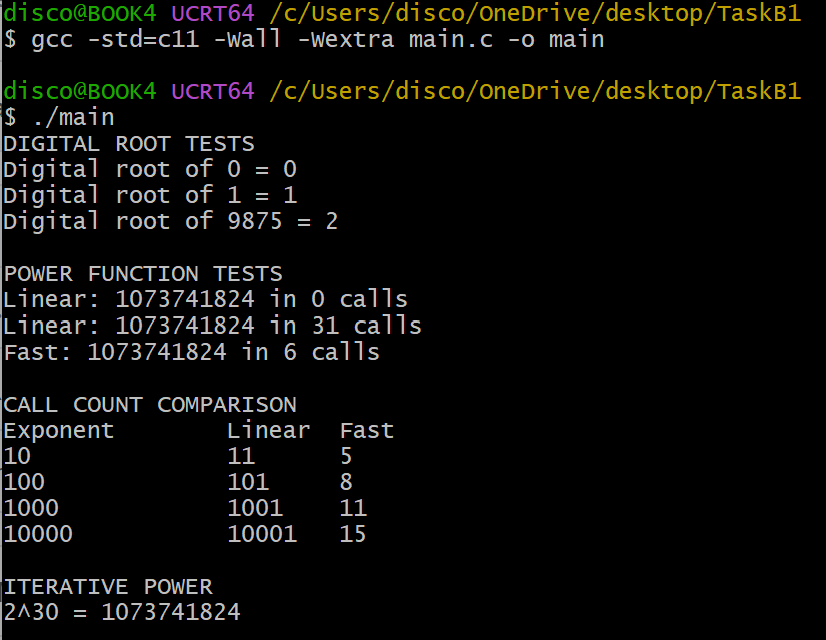 disco@BOOK4 UCRT64 /c/Users/disco/OneDrive/desktop/TaskB1
$ gcc -std=c11 -Wall -Wextra main.c -o main
disco@BOOK4 UCRT64 /c/Users/disco/OneDrive/desktop/TaskB1
$ ./main
DIGITAL ROOT TESTS
Digital root of 0 = 0
Digital root of 1 = 1
Digital root of 9875 = 2
POWER FUNCTION TESTS
Linear: 1073741824 in 0 calls
Linear: 1073741824 in 31 calls
Fast: 1073741824 in 6 calls
CALL COUNT COMPARISON
Exponent Linear Fast
10 11 5
100 101 8
1000 1001 11
10000 10001 15
ITERATIVE POWER
2^30 = 1073741824